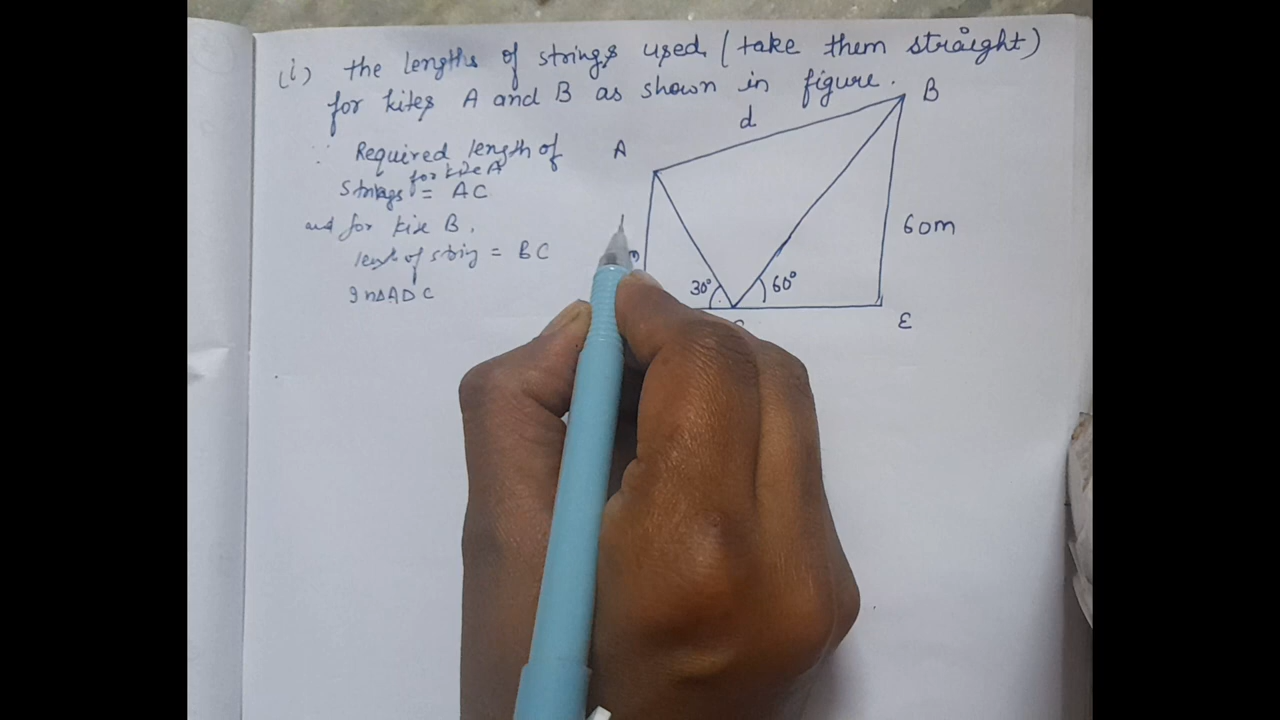 (i) the lengths of strings used (take them straight)
for kites A and B as shown in figure.
∴ Required length of
for kite A
strings = AC
and for kite B,
length of string = BC
In △ADC
A
d
B
60m
30°
60°
E